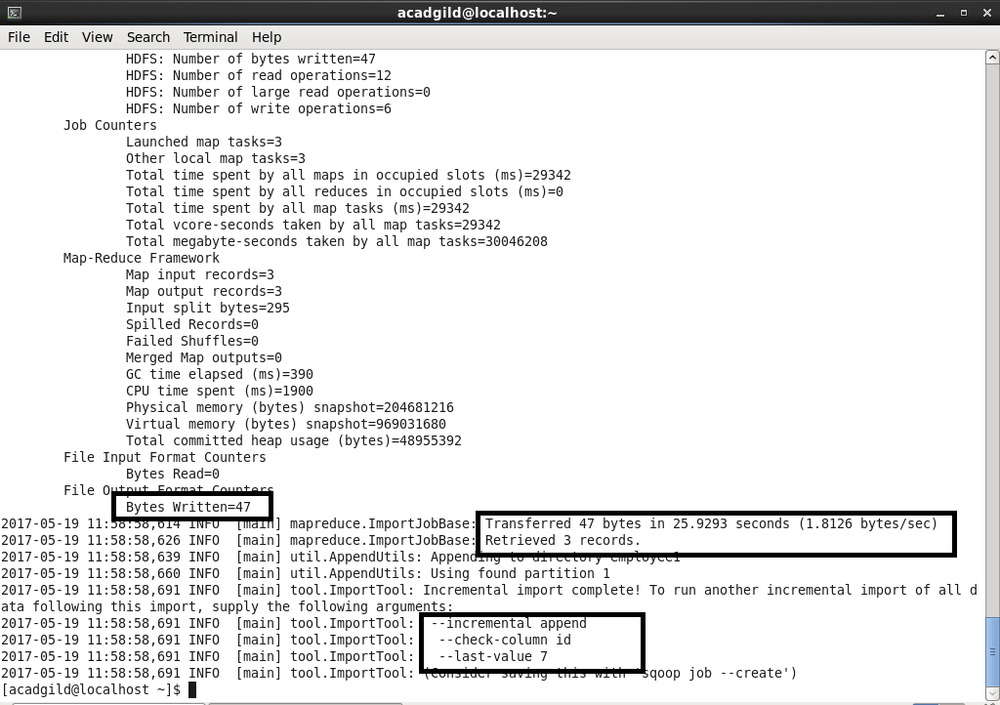 acadgild@localhost:~
File Edit View Search Terminal Help
HDFS: Number of bytes written=47
HDFS: Number of read operations=12
HDFS: Number of large read operations=0
HDFS: Number of write operations=6
Job Counters
Launched map tasks=3
Other local map tasks=3
Total time spent by all maps in occupied slots (ms)=29342
Total time spent by all reduces in occupied slots (ms)=0
Total time spent by all map tasks (ms)=29342
Total vcore-seconds taken by all map tasks=29342
Total megabyte-seconds taken by all map tasks=30046208
Map-Reduce Framework
Map input records=3
Map output records=3
Input split bytes=295
Spilled Records=0
Failed Shuffles=0
Merged Map outputs=0
GC time elapsed (ms)=390
CPU time spent (ms)=1900
Physical memory (bytes) snapshot=204681216
Virtual memory (bytes) snapshot=969031680
Total committed heap usage (bytes)=48955392
File Input Format Counters
Bytes Read=0
File Output Format Counters
Bytes Written=47
2017-05-19 11:58:58,614 INFO  [main] mapreduce.ImportJobBase: Transferred 47 bytes in 25.9293 seconds (1.8126 bytes/sec)
2017-05-19 11:58:58,626 INFO  [main] mapreduce.ImportJobBase: Retrieved 3 records.
2017-05-19 11:58:58,639 INFO  [main] util.AppendUtils: Appending to directory employee1
2017-05-19 11:58:58,660 INFO  [main] util.AppendUtils: Using found partition 1
2017-05-19 11:58:58,691 INFO  [main] tool.ImportTool: Incremental import complete! To run another incremental import of all d
ata following this import, supply the following arguments:
2017-05-19 11:58:58,691 INFO  [main] tool.ImportTool:  --incremental append
2017-05-19 11:58:58,691 INFO  [main] tool.ImportTool:   --check-column id
2017-05-19 11:58:58,691 INFO  [main] tool.ImportTool:   --last-value 7
2017-05-19 11:58:58,691 INFO  [main] tool.ImportTool: (Consider saving this with 'sqoop job --create')
[acadgild@localhost ~]$